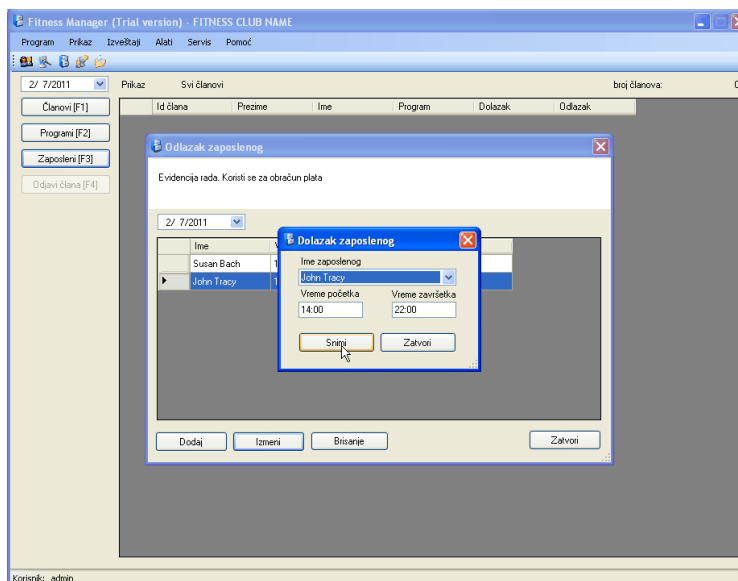 Fitness Manager (Trial version) - FITNESS CLUB NAME
Program Prikaz Izveštaji Alati Servis Pomoć
2/ 7/2011 Prikaz Svi članovi broj članova:
Članovi [F1]
Id člana Prezime Ime Program Dolazak Odlazak
Programi [F2]
Zaposleni [F3]
Odjavi člana [F4]
Odlazak zaposlenog
Evidencija rada. Koristi se za obračun plata
2/ 7/2011
Ime
Susan Bach
John Tracy
Dolazak zaposlenog
Ime zaposlenog
John Tracy
Vreme početka Vreme završetka
14:00 22:00
Snimi Zatvori
Dodaj Izmeni Brisanje Zatvori
Korisnik: admin